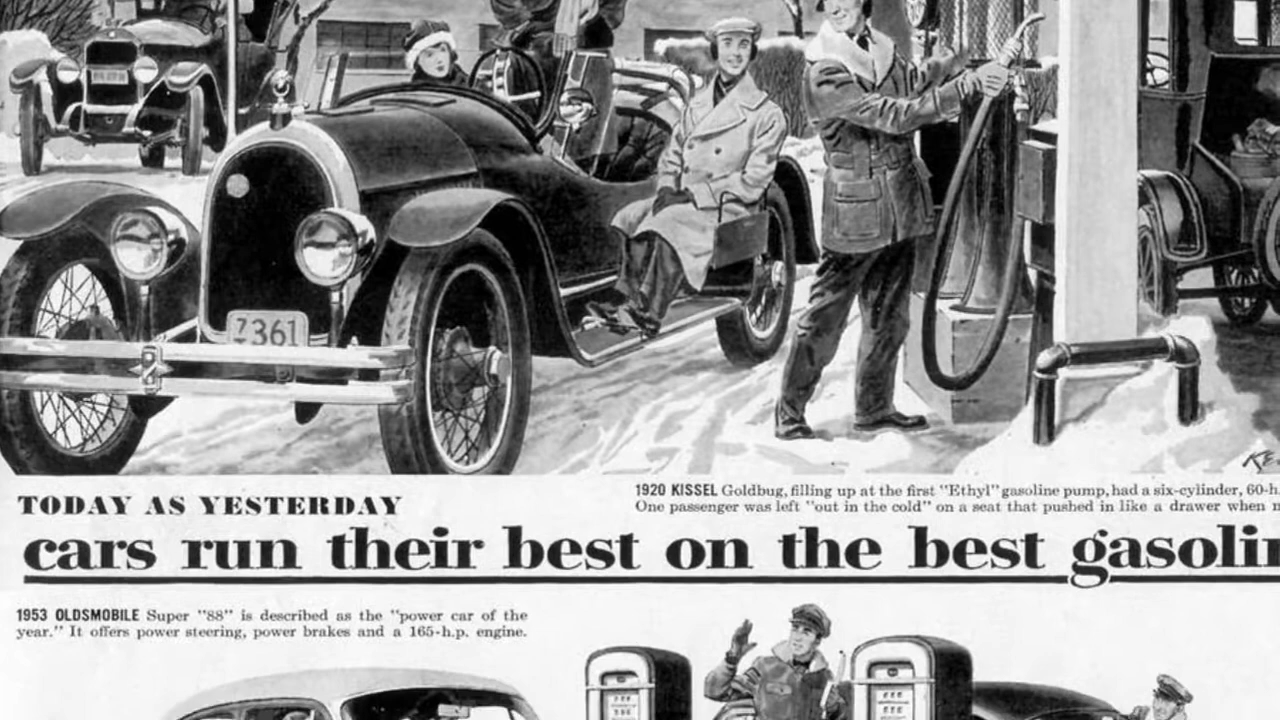 7 361
1920 KISSEL Goldbug, filling up at the first "Ethyl" gasoline pump, had a six-cylinder, 60-h
One passenger was left "out in the cold" on a seat that pushed in like a drawer when
TODAY AS YESTERDAY
cars run their best on the best gasolin
1953 OLDSMOBILE Super "88" is described as the "power car of the
year." It offers power steering, power brakes and a 165-h.p. engine.